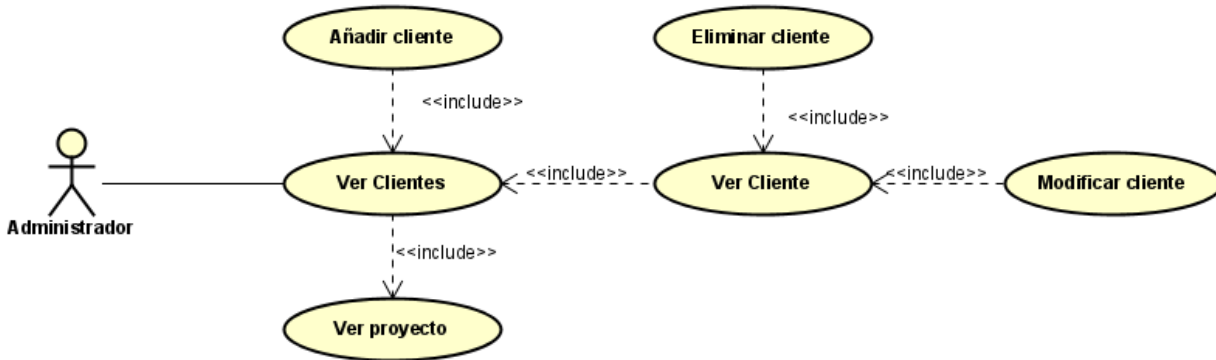 Añadir cliente
Eliminar cliente
<<include>>
<<include>>
Administrador
Ver Clientes
<<include>>
Ver Cliente
<<include>>
Modificar cliente
<<include>>
Ver proyecto